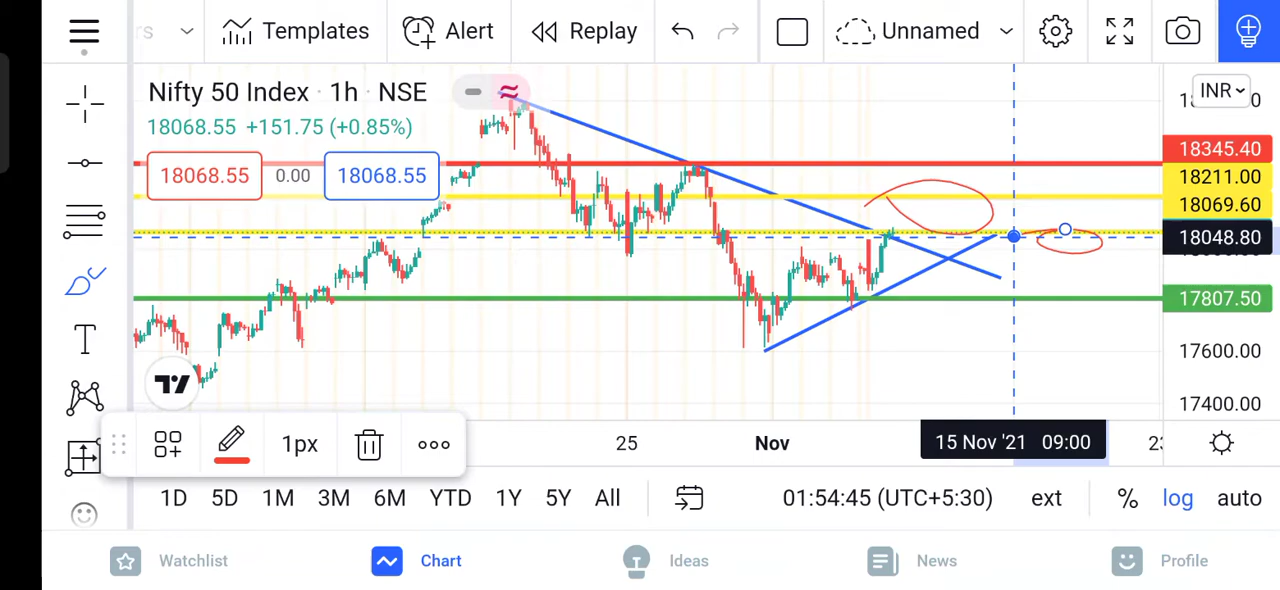 Templates
Alert
Replay
Unnamed
Nifty 50 Index · 1h · NSE
INR
18068.55 +151.75 (+0.85%)
18068.55
0.00
18068.55
18345.40
18211.00
18069.60
18048.80
17807.50
17600.00
17400.00
25
Nov
15 Nov '21 09:00
1px
1D 5D 1M 3M 6M YTD 1Y 5Y All
01:54:45 (UTC+5:30)
ext
% log auto
Watchlist
Chart
Ideas
News
Profile